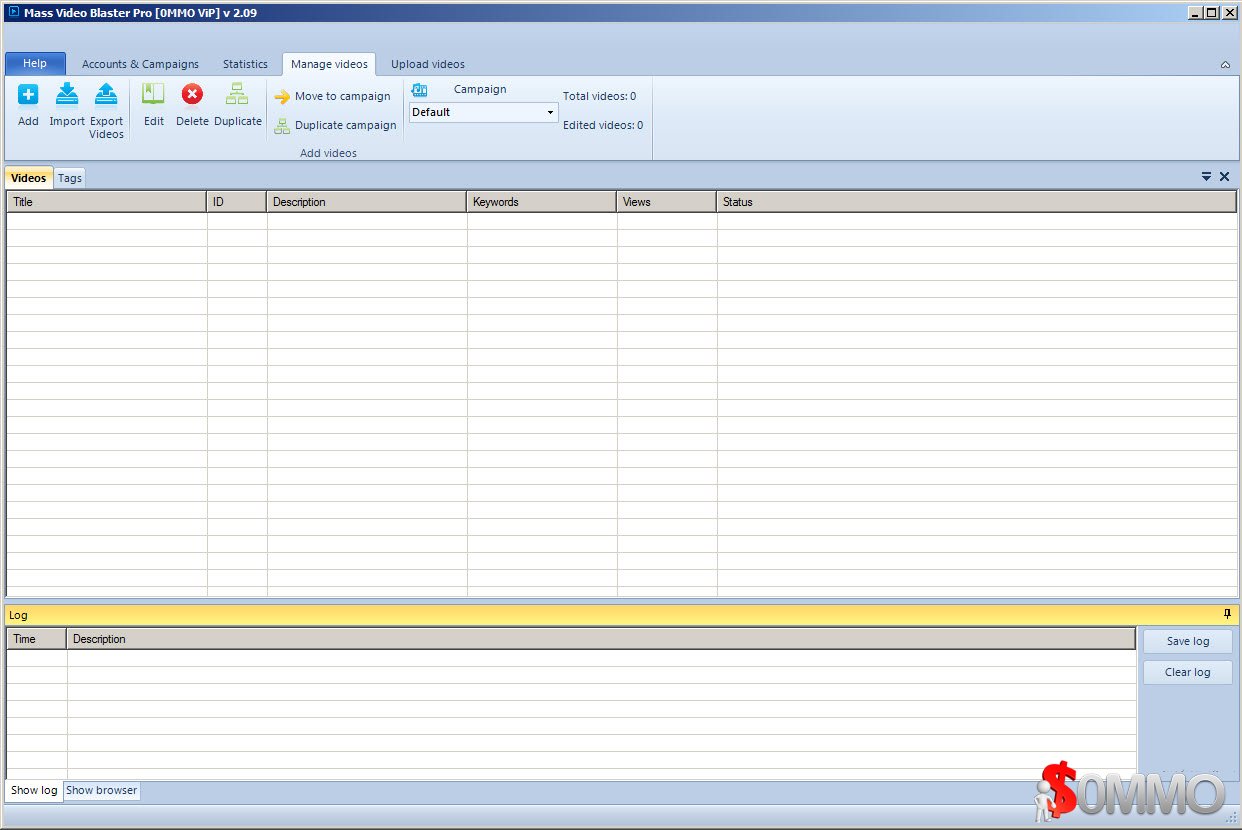 Mass Video Blaster Pro [0MMO ViP] v 2.09
Help Accounts & Campaigns Statistics Manage videos Upload videos
Add Import Export Videos Edit Delete Duplicate
Move to campaign
Duplicate campaign
Campaign
Default
Total videos: 0
Edited videos: 0
Add videos
Videos Tags
Title ID Description Keywords Views Status
Log
Time Description
Save log
Clear log
Show log Show browser
$0MMO